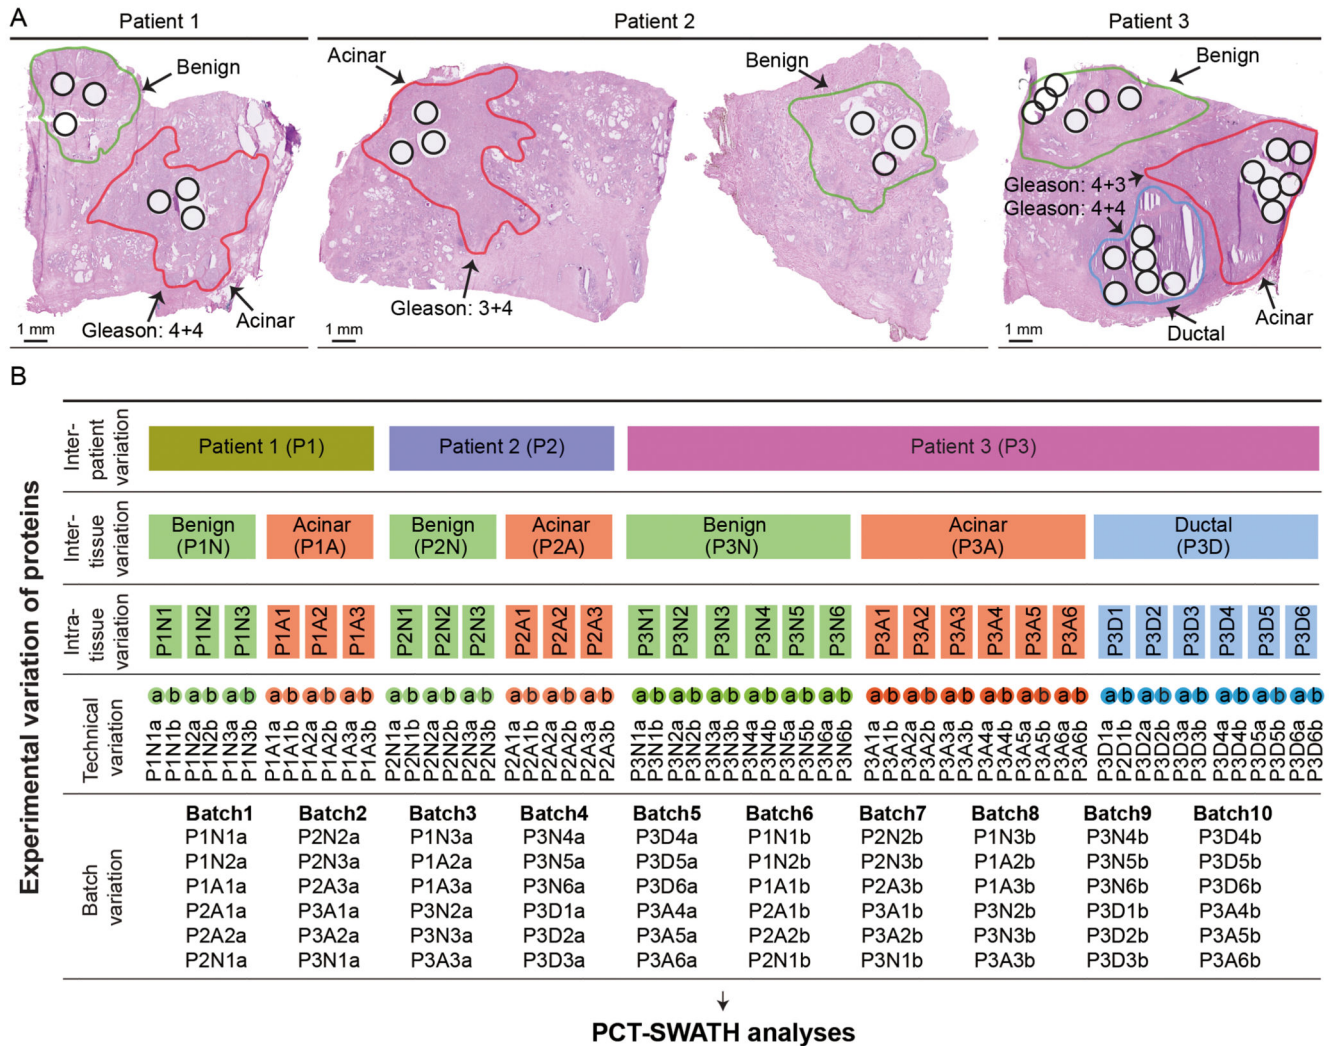 A
Patient 1
Patient 2
Patient 3
Benign
Acinar
Benign
Benign
Gleason: 4+3
Gleason: 4+4
1 mm
Gleason: 4+4
Acinar
1 mm
Gleason: 3+4
1 mm
Ductal
Acinar
B
Experimental variation of proteins
Inter-
patient
variation
Patient 1 (P1)
Patient 2 (P2)
Patient 3 (P3)
Inter-
tissue
variation
Benign
(P1N)
Acinar
(P1A)
Benign
(P2N)
Acinar
(P2A)
Benign
(P3N)
Acinar
(P3A)
Ductal
(P3D)
Intra-
tissue
variation
P1N1
P1N2
P1N3
P1A1
P1A2
P1A3
P2N1
P2N2
P2N3
P2A1
P2A2
P2A3
P3N1
P3N2
P3N3
P3N4
P3N5
P3N6
P3A1
P3A2
P3A3
P3A4
P3A5
P3A6
P3D1
P3D2
P3D3
P3D4
P3D5
P3D6
Technical
variation
a b a b a b a b a b a b a b a b a b a b a b a b a b a b a b a b a b a b a b a b a b a b a b a b a b a b a b a b a b a b
P1N1a
P1N1b
P1N2a
P1N2b
P1N3a
P1N3b
P1A1a
P1A1b
P1A2a
P1A2b
P1A3a
P1A3b
P2N1a
P2N1b
P2N2a
P2N2b
P2N3a
P2N3b
P2A1a
P2A1b
P2A2a
P2A2b
P2A3a
P2A3b
P3N1a
P3N1b
P3N2a
P3N2b
P3N3a
P3N3b
P3N4a
P3N4b
P3N5a
P3N5b
P3N6a
P3N6b
P3A1a
P3A1b
P3A2a
P3A2b
P3A3a
P3A3b
P3A4a
P3A4b
P3A5a
P3A5b
P3A6a
P3A6b
P3D1a
P2D1b
P3D2a
P3D2b
P3D3a
P3D3b
P3D4a
P3D4b
P3D5a
P3D5b
P3D6a
P3D6b
Batch
variation
Batch1 Batch2 Batch3 Batch4 Batch5 Batch6 Batch7 Batch8 Batch9 Batch10
P1N1a P2N2a P1N3a P3N4a P3D4a P1N1b P2N2b P1N3b P3N4b P3D4b
P1N2a P2N3a P1A2a P3N5a P3D5a P1N2b P2N3b P1A2b P3N5b P3D5b
P1A1a P2A3a P1A3a P3N6a P3D6a P1A1b P2A3b P1A3b P3N6b P3D6b
P2A1a P3A1a P3N2a P3D1a P3A4a P2A1b P3A1b P3N2b P3D1b P3A4b
P2A2a P3A2a P3N3a P3D2a P3A5a P2A2b P3A2b P3N3b P3D2b P3A5b
P2N1a P3N1a P3A3a P3D3a P3A6a P2N1b P3N1b P3A3b P3D3b P3A6b
PCT-SWATH analyses